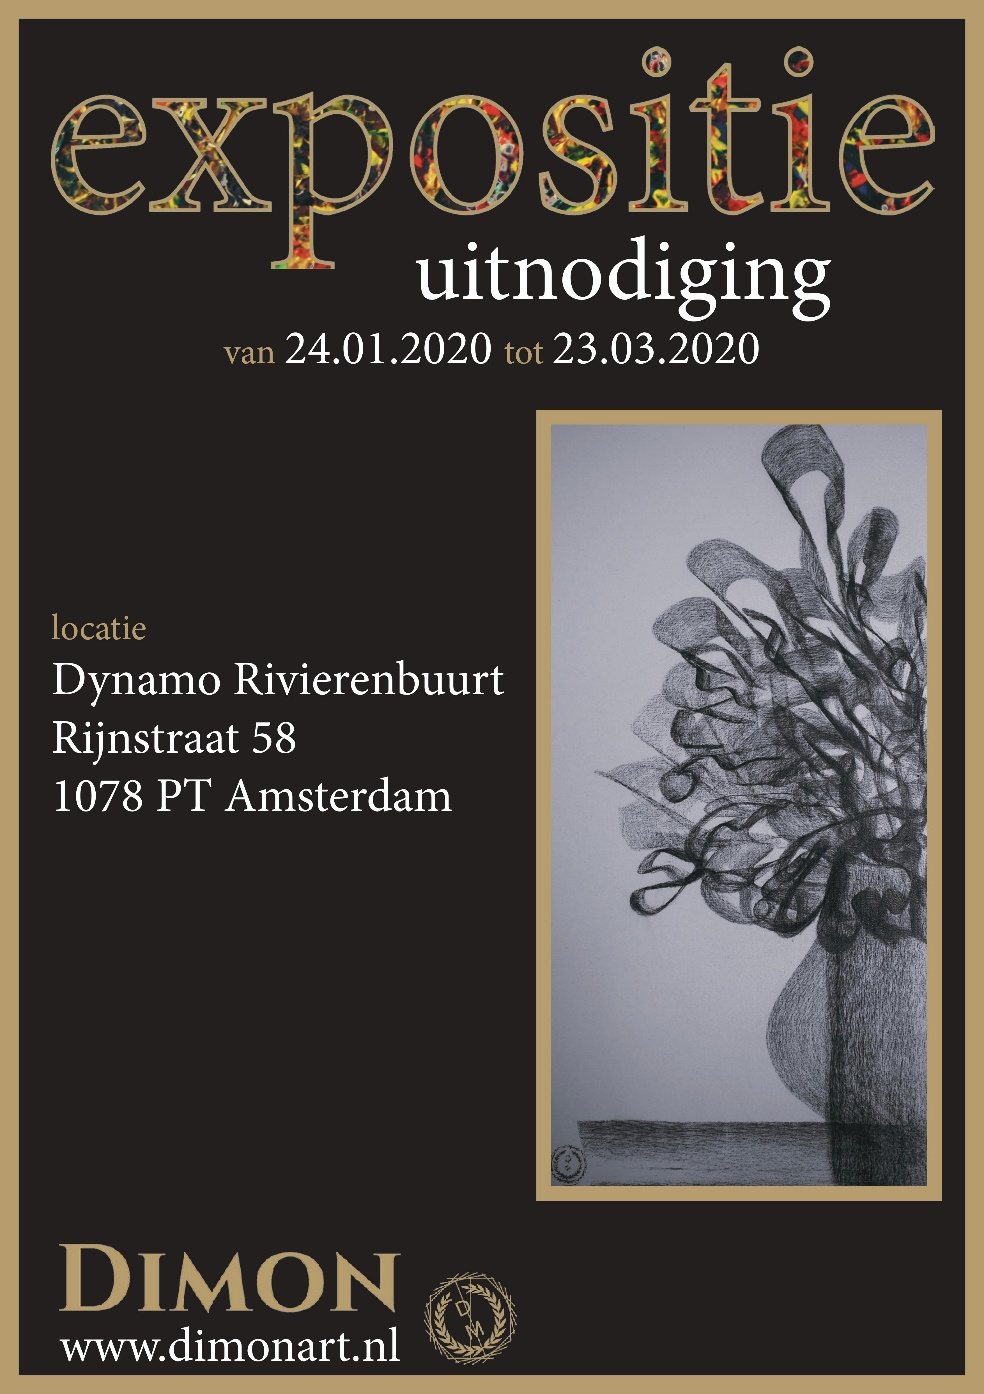 expositie
uitnodiging
van 24.01.2020 tot 23.03.2020
locatie
Dynamo Rivierenbuurt
Rijnstraat 58
1078 PT Amsterdam
DIMON
www.dimonart.nl
D
M